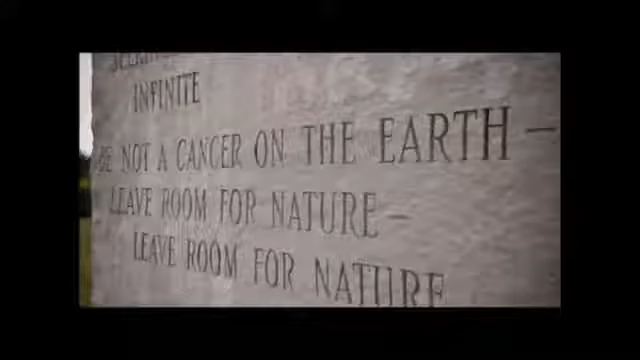 INFINITE
BE NOT A CANCER ON THE EARTH –
LEAVE ROOM FOR NATURE –
LEAVE ROOM FOR NATURE